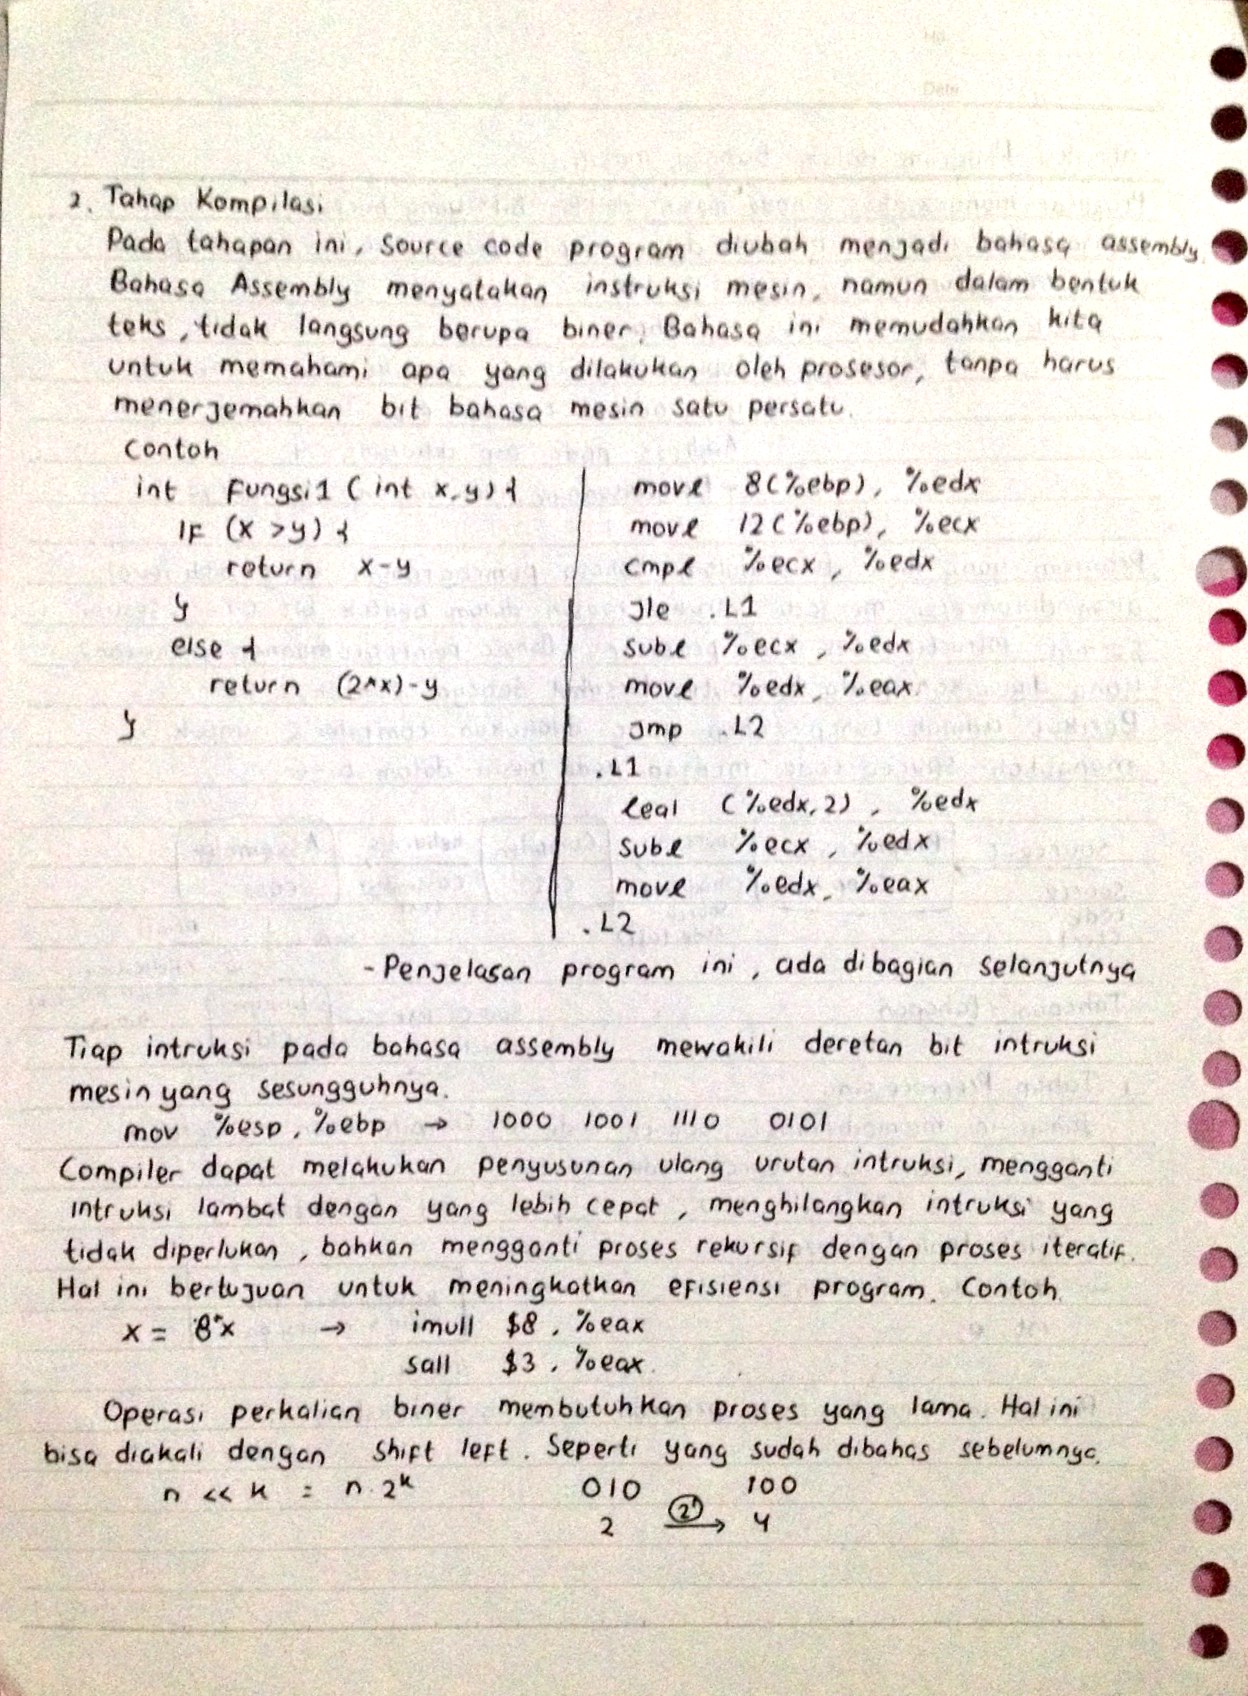 2. Tahap Kompilasi
Pada tahapan ini, source code program diubah menjadi bahasa assembly.
Bahasa Assembly menyatakan instruksi mesin, namun dalam bentuk
teks, tidak langsung berupa biner. Bahasa ini memudahkan kita
untuk memahami apa yang dilakukan oleh prosesor, tanpa harus
menerjemahkan bit bahasa mesin satu persatu.
Contoh
int Fungsi1 (int x,y) {
IF (x >y) {
return x-y
}
else {
return (2*x)-y
}
movl 8(%ebp), %edx
movl 12(%ebp), %ecx
cmpl %ecx, %edx
jle .L1
subl %ecx, %edx
movl %edx, %eax
jmp .L2
.L1
leal (%edx,2), %edx
subl %ecx, %edx
movl %edx, %eax
.L2
- Penjelasan program ini, ada dibagian selanjutnya
Tiap intruksi pada bahasa assembly mewakili deretan bit intruksi
mesin yang sesungguhnya.
mov %esp, %ebp → 1000 1001 1110 0101
Compiler dapat melakukan penyusunan ulang urutan intruksi, mengganti
intruksi lambat dengan yang lebih cepat, menghilangkan intruksi yang
tidak diperlukan, bahkan mengganti proses rekursif dengan proses iteratif.
Hal ini bertujuan untuk meningkatkan efisiensi program. Contoh
x = 8*x → imull $8, %eax
sall $3, %eax.
Operasi perkalian biner membutuhkan proses yang lama. Hal ini
bisa diakali dengan shift left. Seperti yang sudah dibahas sebelumnya.
n << k = n.2^k 010 100
2 2¹ → 4